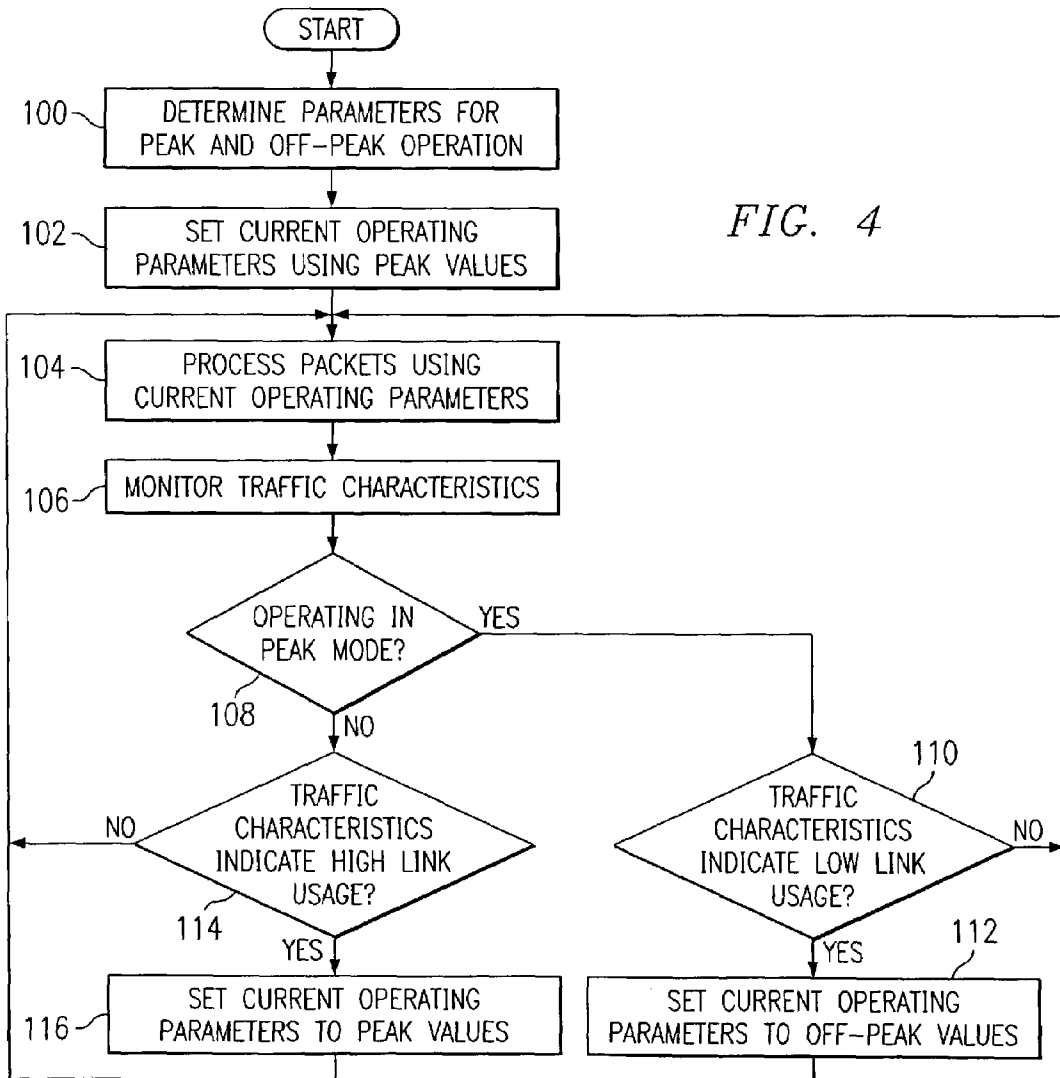 START
100
DETERMINE PARAMETERS FOR
PEAK AND OFF-PEAK OPERATION
102
SET CURRENT OPERATING
PARAMETERS USING PEAK VALUES
FIG. 4
104
PROCESS PACKETS USING
CURRENT OPERATING PARAMETERS
106
MONITOR TRAFFIC CHARACTERISTICS
OPERATING IN
PEAK MODE?
YES
108
NO
110
TRAFFIC
CHARACTERISTICS
INDICATE HIGH LINK
USAGE?
NO
114
YES
TRAFFIC
CHARACTERISTICS
INDICATE LOW LINK
USAGE?
NO
YES
112
116
SET CURRENT OPERATING
PARAMETERS TO PEAK VALUES
SET CURRENT OPERATING
PARAMETERS TO OFF-PEAK VALUES